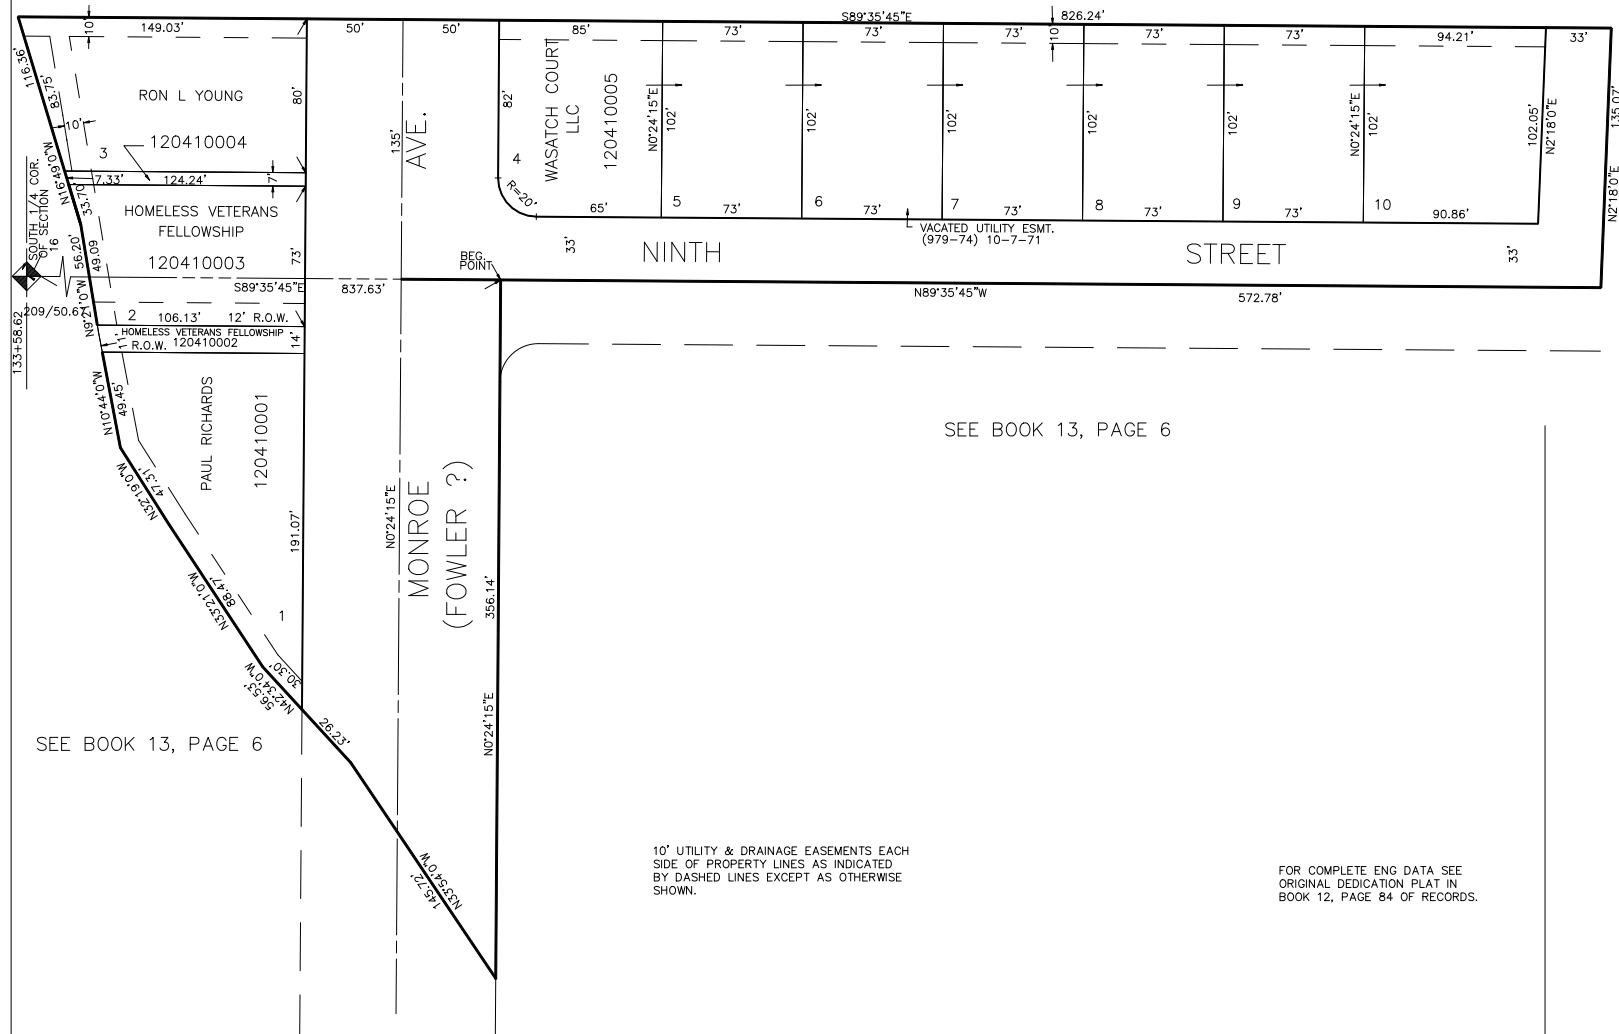 S89°35'45"E
826.24'
10'
149.03'
50'
50'
85'
73'
73'
73'
10'
73'
73'
94.21'
33'
116.36'
83.75'
10'
RON L YOUNG
120410004
3
80'
135'
AVE.
82'
4
WASATCH COURT
LLC
120410005
N0°24'15"E
102'
102'
102'
102'
102'
N0°24'15"E
102'
102.05'
N2°18'0"E
135.07'
N2°18'0"E
N16°49'0"W
7.33'
124.24'
7'
33.70'
R=20'
65'
5
73'
6
73'
7
73'
8
73'
9
73'
10
90.86'
HOMELESS VETERANS
FELLOWSHIP
120410003
73'
SOUTH 1/4 COR.
OF SECTION
16
56.20'
49.09
VACATED UTILITY ESMT.
(979-74) 10-7-71
33'
NINTH
STREET
33'
BEG.
POINT
S89°35'45"E
837.63'
N89°35'45"W
572.78'
133+58.62
209/50.67
N9°21'0"W
2
106.13'
12' R.O.W.
HOMELESS VETERANS FELLOWSHIP
R.O.W. 120410002
11'
14'
N10°44'0"W
49.45'
PAUL RICHARDS
120410001
SEE BOOK 13, PAGE 6
47.31'
N32°19'0"W
191.07'
N0°24'15"E
MONROE
(FOWLER ?)
356.14'
N33°21'0"W
88.47'
1
30.30'
N42°34'0"W
56.53'
26.23'
N0°24'15"E
SEE BOOK 13, PAGE 6
N33°54'0"W
145.72'
10' UTILITY & DRAINAGE EASEMENTS EACH
SIDE OF PROPERTY LINES AS INDICATED
BY DASHED LINES EXCEPT AS OTHERWISE
SHOWN.
FOR COMPLETE ENG DATA SEE
ORIGINAL DEDICATION PLAT IN
BOOK 12, PAGE 84 OF RECORDS.